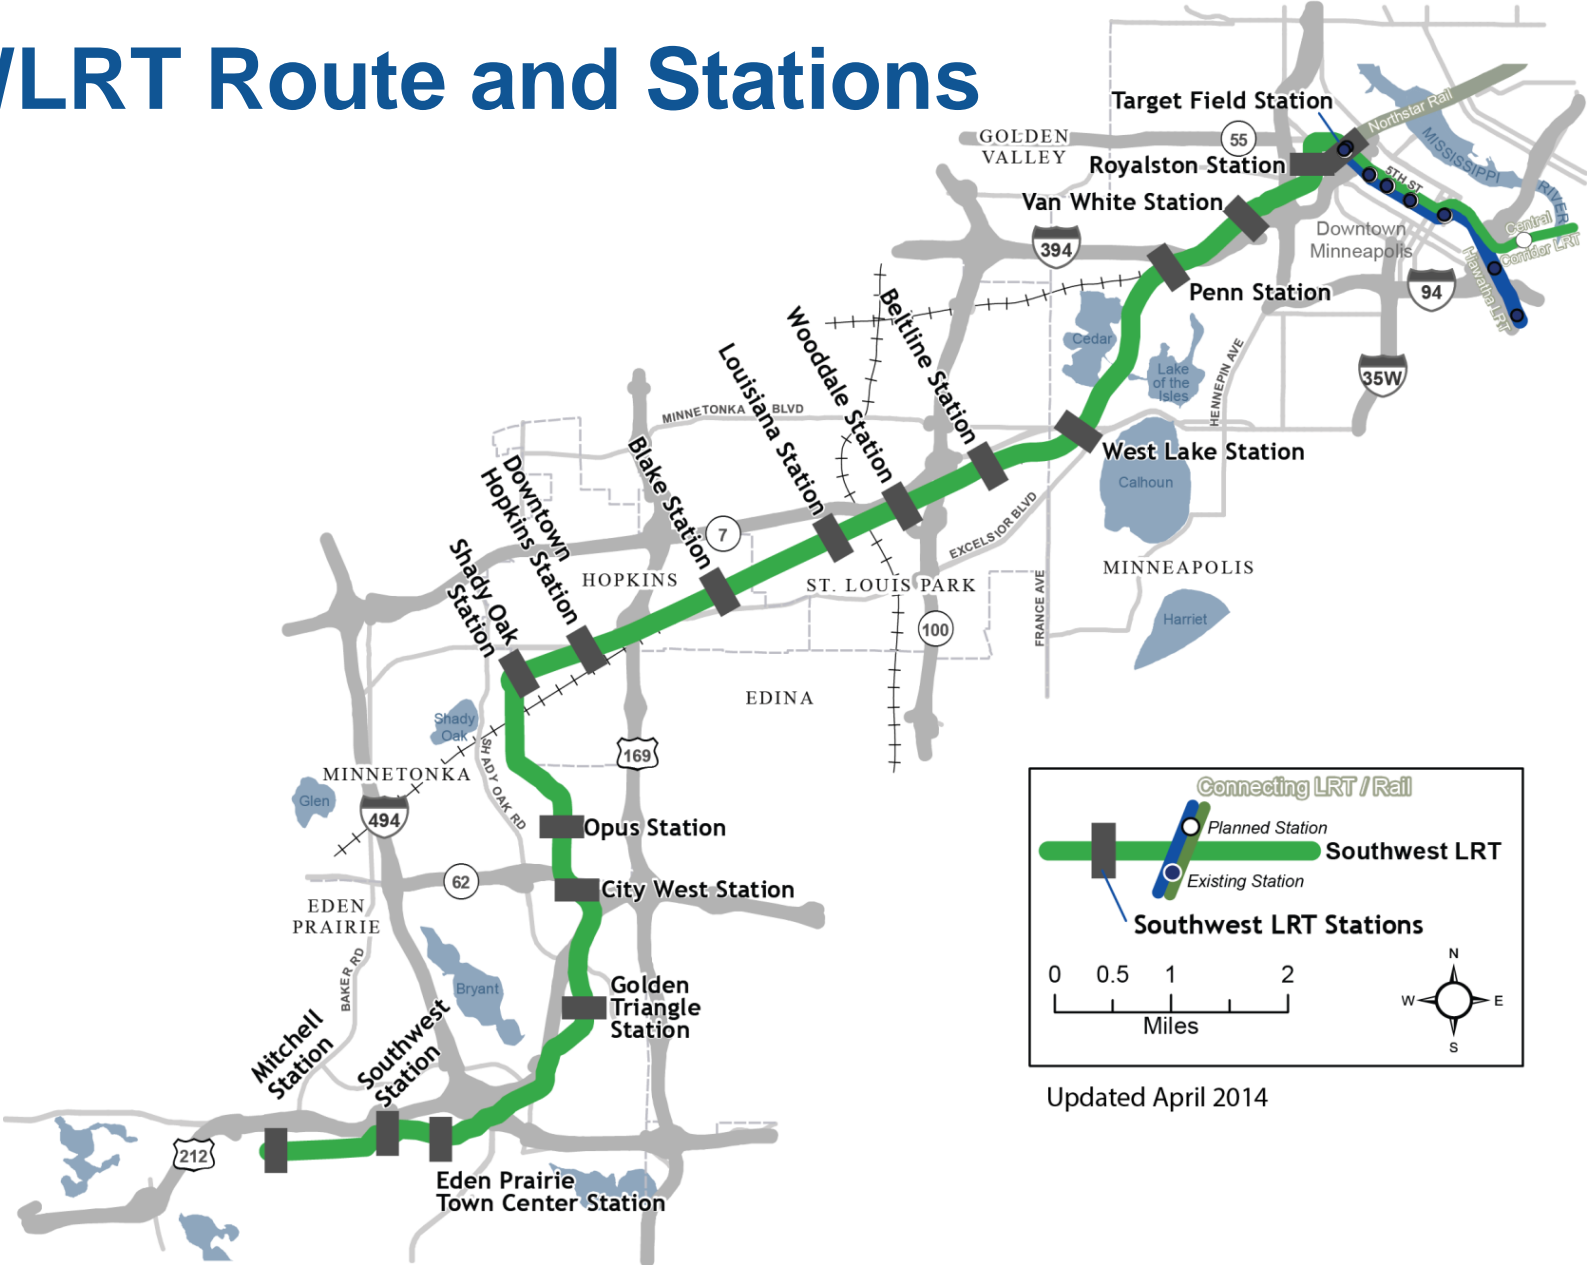 LRT Route and Stations
Target Field Station
Northstar Rail
GOLDEN
VALLEY
55
Royalston Station
MISSISSIPPI
RIVER
5TH ST
Van White Station
Downtown
Minneapolis
Central
Corridor LRT
Hiawatha LRT
394
94
Penn Station
35W
Cedar
Lake
of the
Isles
HENNEPIN AVE
Beltline Station
Wooddale Station
Louisiana Station
MINNETONKA BLVD
Blake Station
West Lake Station
Calhoun
EXCELSIOR BLVD
Downtown
Hopkins Station
7
Shady Oak
Station
HOPKINS
ST. LOUIS PARK
MINNEAPOLIS
FRANCE AVE
Harriet
100
EDINA
Shady
Oak
SHADY OAK RD
169
MINNETONKA
Glen
494
Opus Station
62
City West Station
EDEN
PRAIRIE
BAKER RD
Bryant
Golden
Triangle
Station
Mitchell
Station
Southwest
Station
212
Eden Prairie
Town Center Station
Connecting LRT / Rail
Planned Station
Southwest LRT
Existing Station
Southwest LRT Stations
0 0.5 1 2
Miles
N
W E
S
Updated April 2014